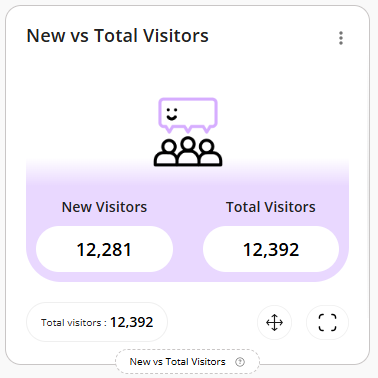 New vs Total Visitors
New Visitors
Total Visitors
12,281
12,392
Total visitors : 12,392
New vs Total Visitors ?